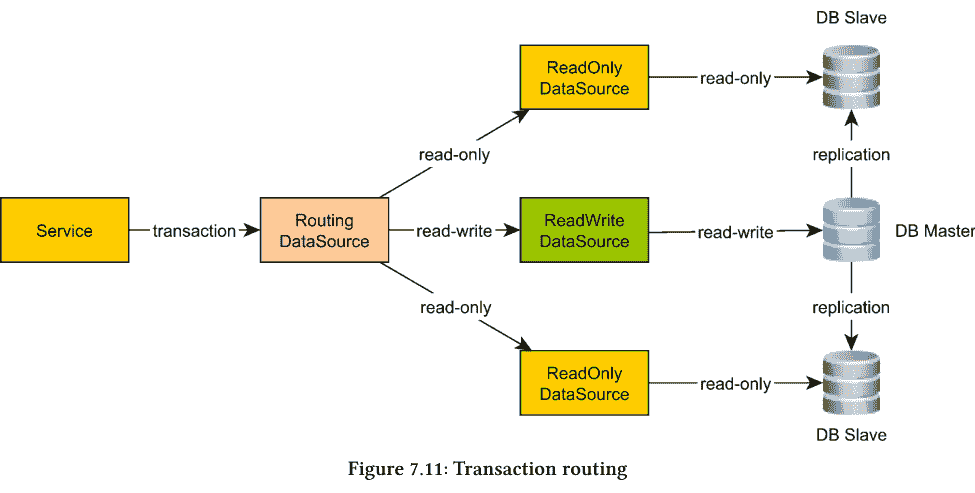 DB Slave
ReadOnly
DataSource
read-only
read-only
replication
Service
transaction
Routing
DataSource
read-write
ReadWrite
DataSource
read-write
DB Master
read-only
replication
ReadOnly
DataSource
read-only
DB Slave
Figure 7.11: Transaction routing